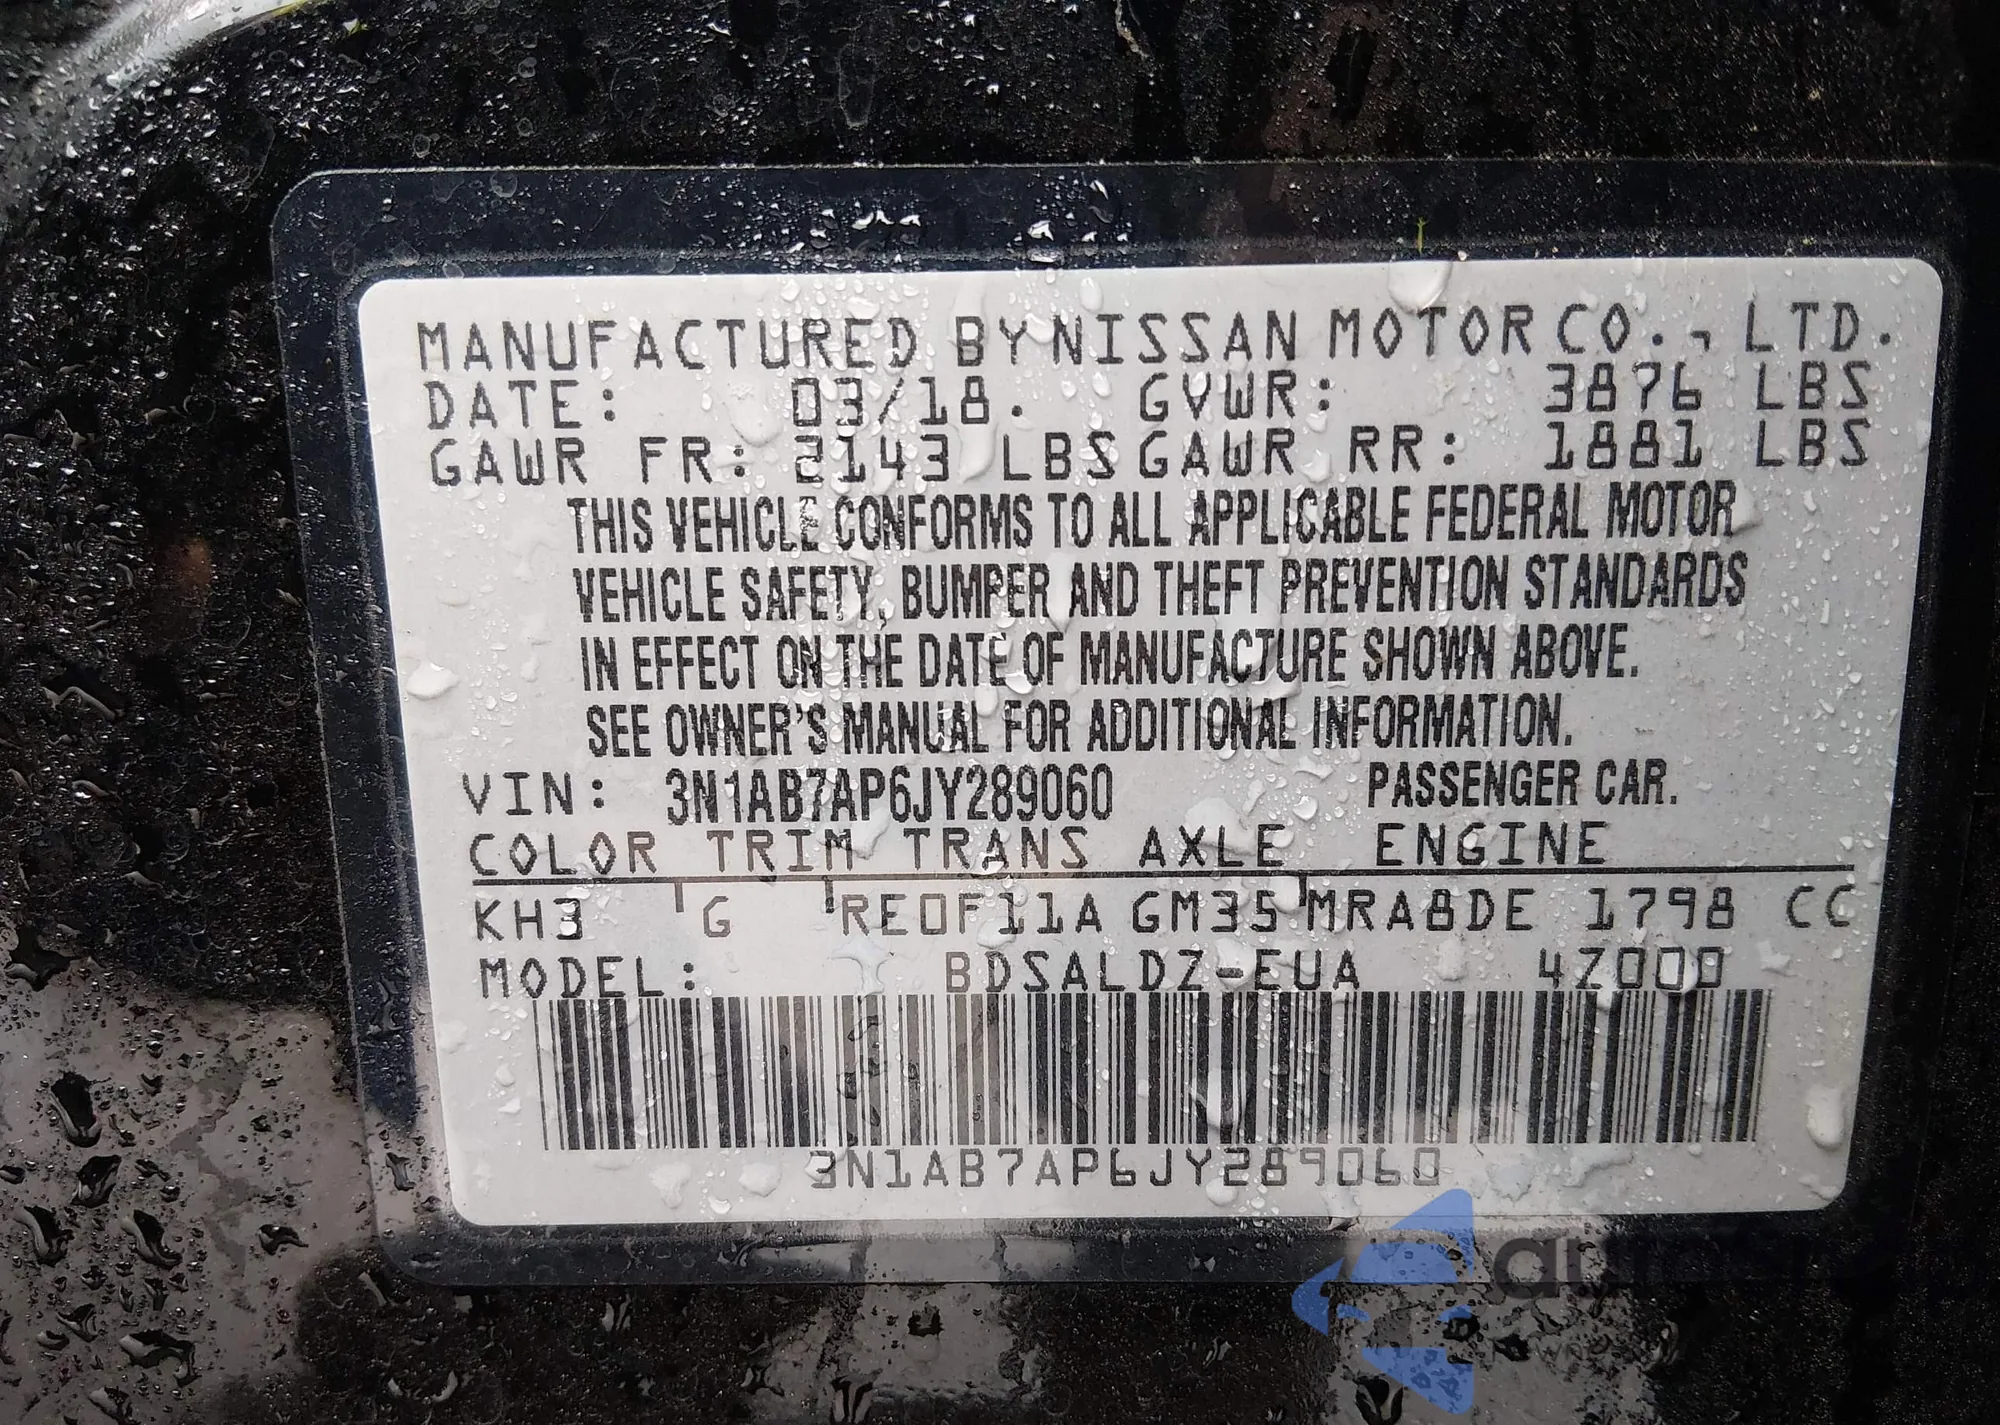 MANUFACTURED BY NISSAN MOTOR CO., LTD.
DATE: 03/18. GVWR: 3876 LBS
GAWR FR: 2143 LBS GAWR RR: 1881 LBS
THIS VEHICLE CONFORMS TO ALL APPLICABLE FEDERAL MOTOR
VEHICLE SAFETY, BUMPER AND THEFT PREVENTION STANDARDS
IN EFFECT ON THE DATE OF MANUFACTURE SHOWN ABOVE.
SEE OWNER'S MANUAL FOR ADDITIONAL INFORMATION.
VIN: 3N1AB7AP6JY289060 PASSENGER CAR.
COLOR TRIM TRANS AXLE ENGINE
KH3 G RE0F11A GM35 MRA8DE 1798 CC
MODEL: BDSALDZ-EUA 4Z000
3N1AB7AP6JY289060